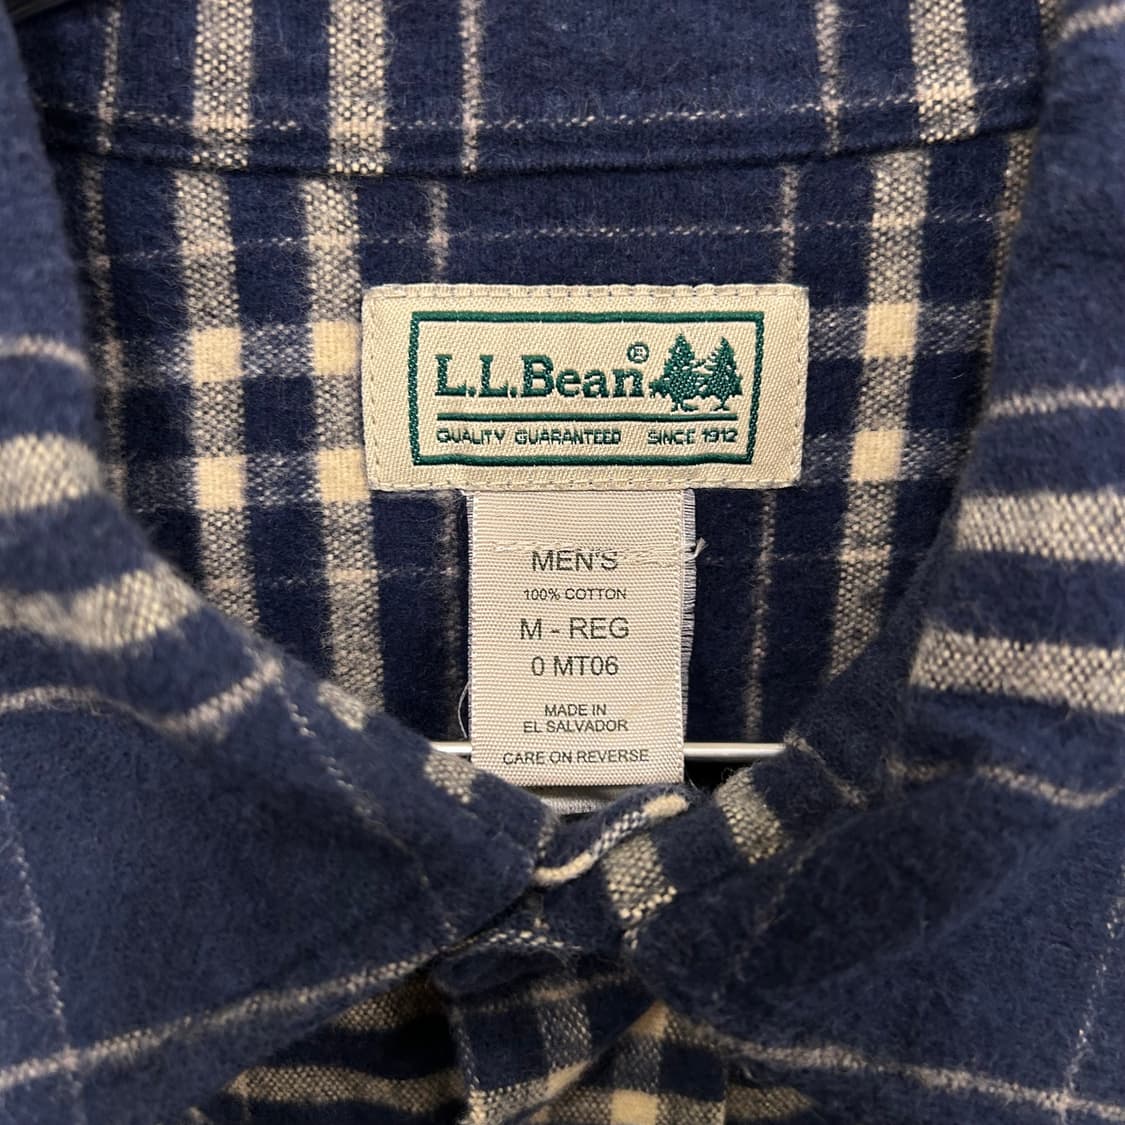 L.L.Bean®
QUALITY GUARANTEED SINCE 1912
MEN'S
100% COTTON
M - REG
0 MT06
MADE IN
EL SALVADOR
CARE ON REVERSE